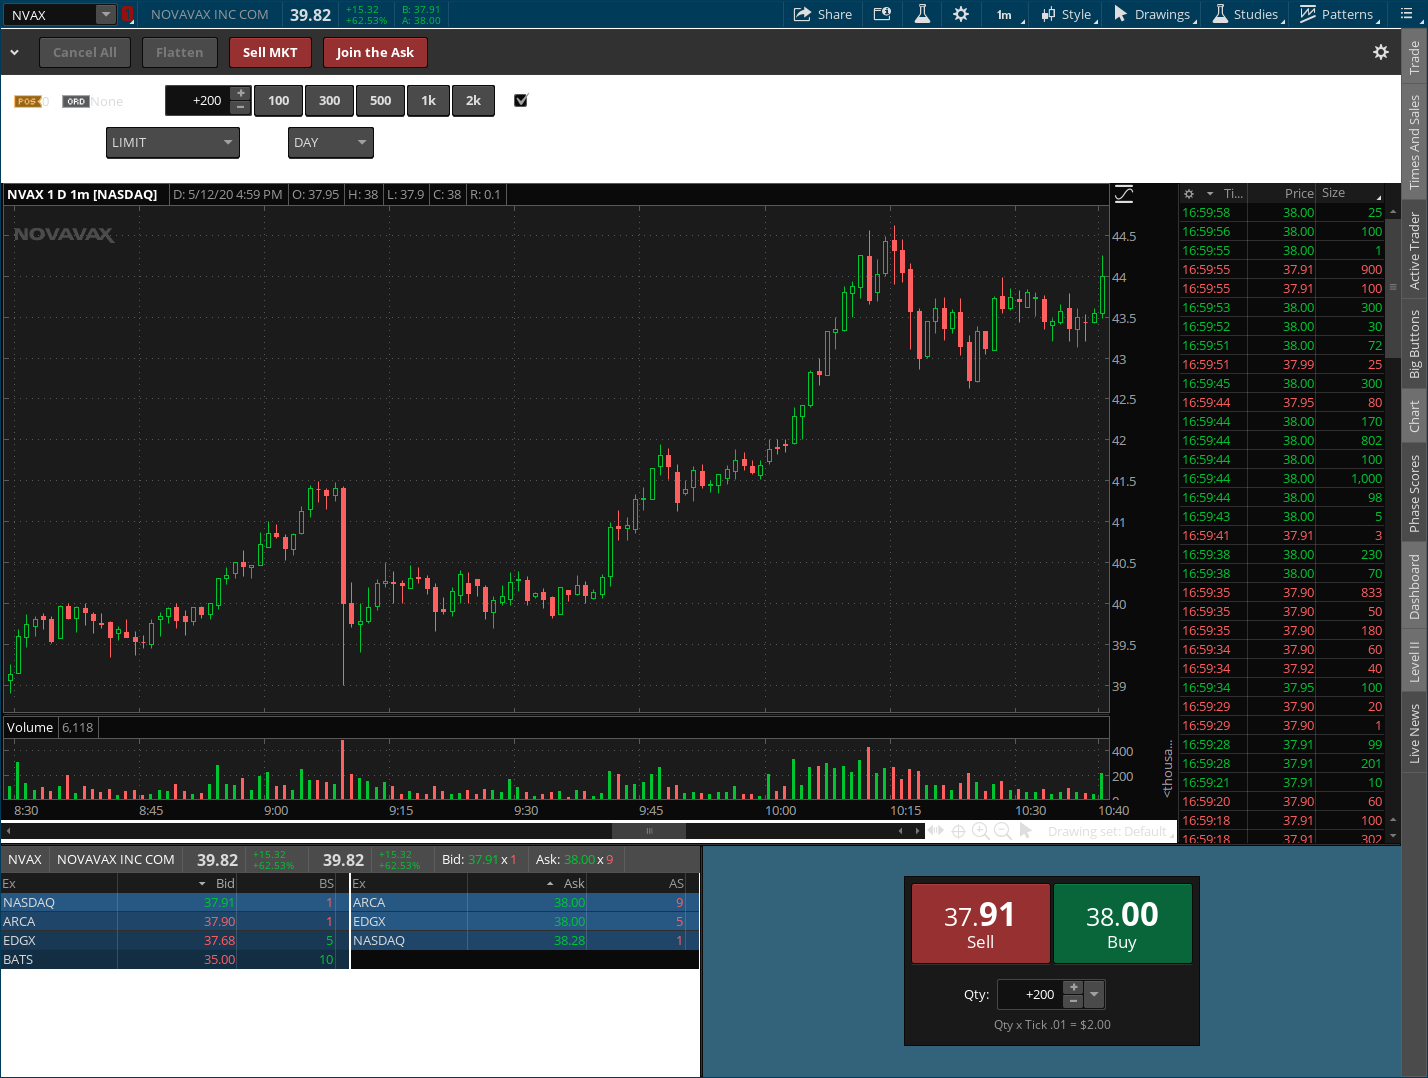 NVAX 1 NOVAVAX INC COM 39.82 +15.32 +62.53% B: 37.91 A: 38.00 Share 1m Style Drawings Studies Patterns
Cancel All Flatten Sell MKT Join the Ask
POS 0 ORD None +200 100 300 500 1k 2k
LIMIT DAY
NVAX 1 D 1m [NASDAQ] D: 5/12/20 4:59 PM O: 37.95 H: 38 L: 37.9 C: 38 R: 0.1
NOVAVAX
44.5
44
43.5
43
42.5
42
41.5
41
40.5
40
39.5
39
Volume 6,118
400
200
0
<thousa...
8:30 8:45 9:00 9:15 9:30 9:45 10:00 10:15 10:30 10:40
Drawing set: Default
Ti... Price Size
16:59:58 38.00 25
16:59:56 38.00 100
16:59:55 38.00 1
16:59:55 37.91 900
16:59:55 37.91 100
16:59:53 38.00 300
16:59:52 38.00 30
16:59:51 38.00 72
16:59:51 37.99 25
16:59:45 38.00 300
16:59:44 37.95 80
16:59:44 38.00 170
16:59:44 38.00 802
16:59:44 38.00 100
16:59:44 38.00 1,000
16:59:44 38.00 98
16:59:43 38.00 5
16:59:41 37.91 3
16:59:38 38.00 230
16:59:38 38.00 70
16:59:35 37.90 833
16:59:35 37.90 50
16:59:35 37.90 180
16:59:34 37.90 60
16:59:34 37.92 40
16:59:34 37.95 100
16:59:29 37.90 20
16:59:29 37.90 1
16:59:28 37.91 99
16:59:28 37.91 201
16:59:21 37.91 10
16:59:20 37.90 60
16:59:18 37.91 100
16:59:18 37.91 302
Trade
Times And Sales
Active Trader
Big Buttons
Chart
Phase Scores
Dashboard
Level II
Live News
NVAX NOVAVAX INC COM 39.82 +15.32 +62.53% 39.82 +15.32 +62.53% Bid: 37.91 x 1 Ask: 38.00 x 9
Ex Bid BS Ex Ask AS
NASDAQ 37.91 1 ARCA 38.00 9
ARCA 37.90 1 EDGX 38.00 5
EDGX 37.68 5 NASDAQ 38.28 1
BATS 35.00 10
37.91 38.00
Sell Buy
Qty: +200
Qty x Tick .01 = $2.00